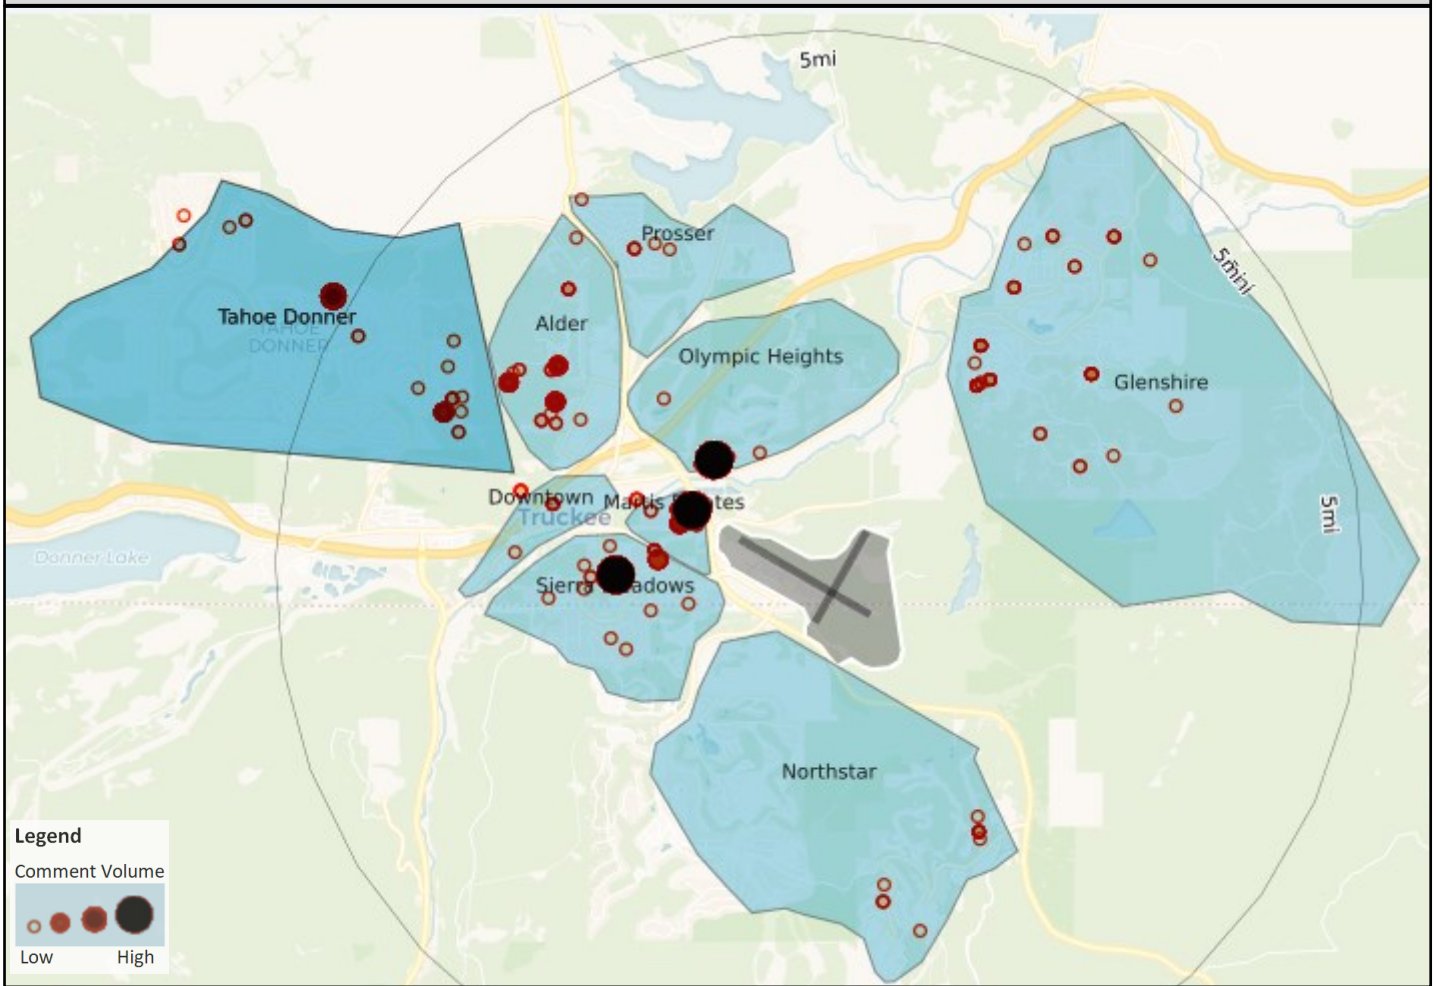 5mi
Prosser
5mi
Tahoe Donner
TAHOE
DONNER
Alder
Olympic Heights
Glenshire
Downtown
Truckee
5mi
Donner Lake
Northstar
Legend
Comment Volume
Low
High